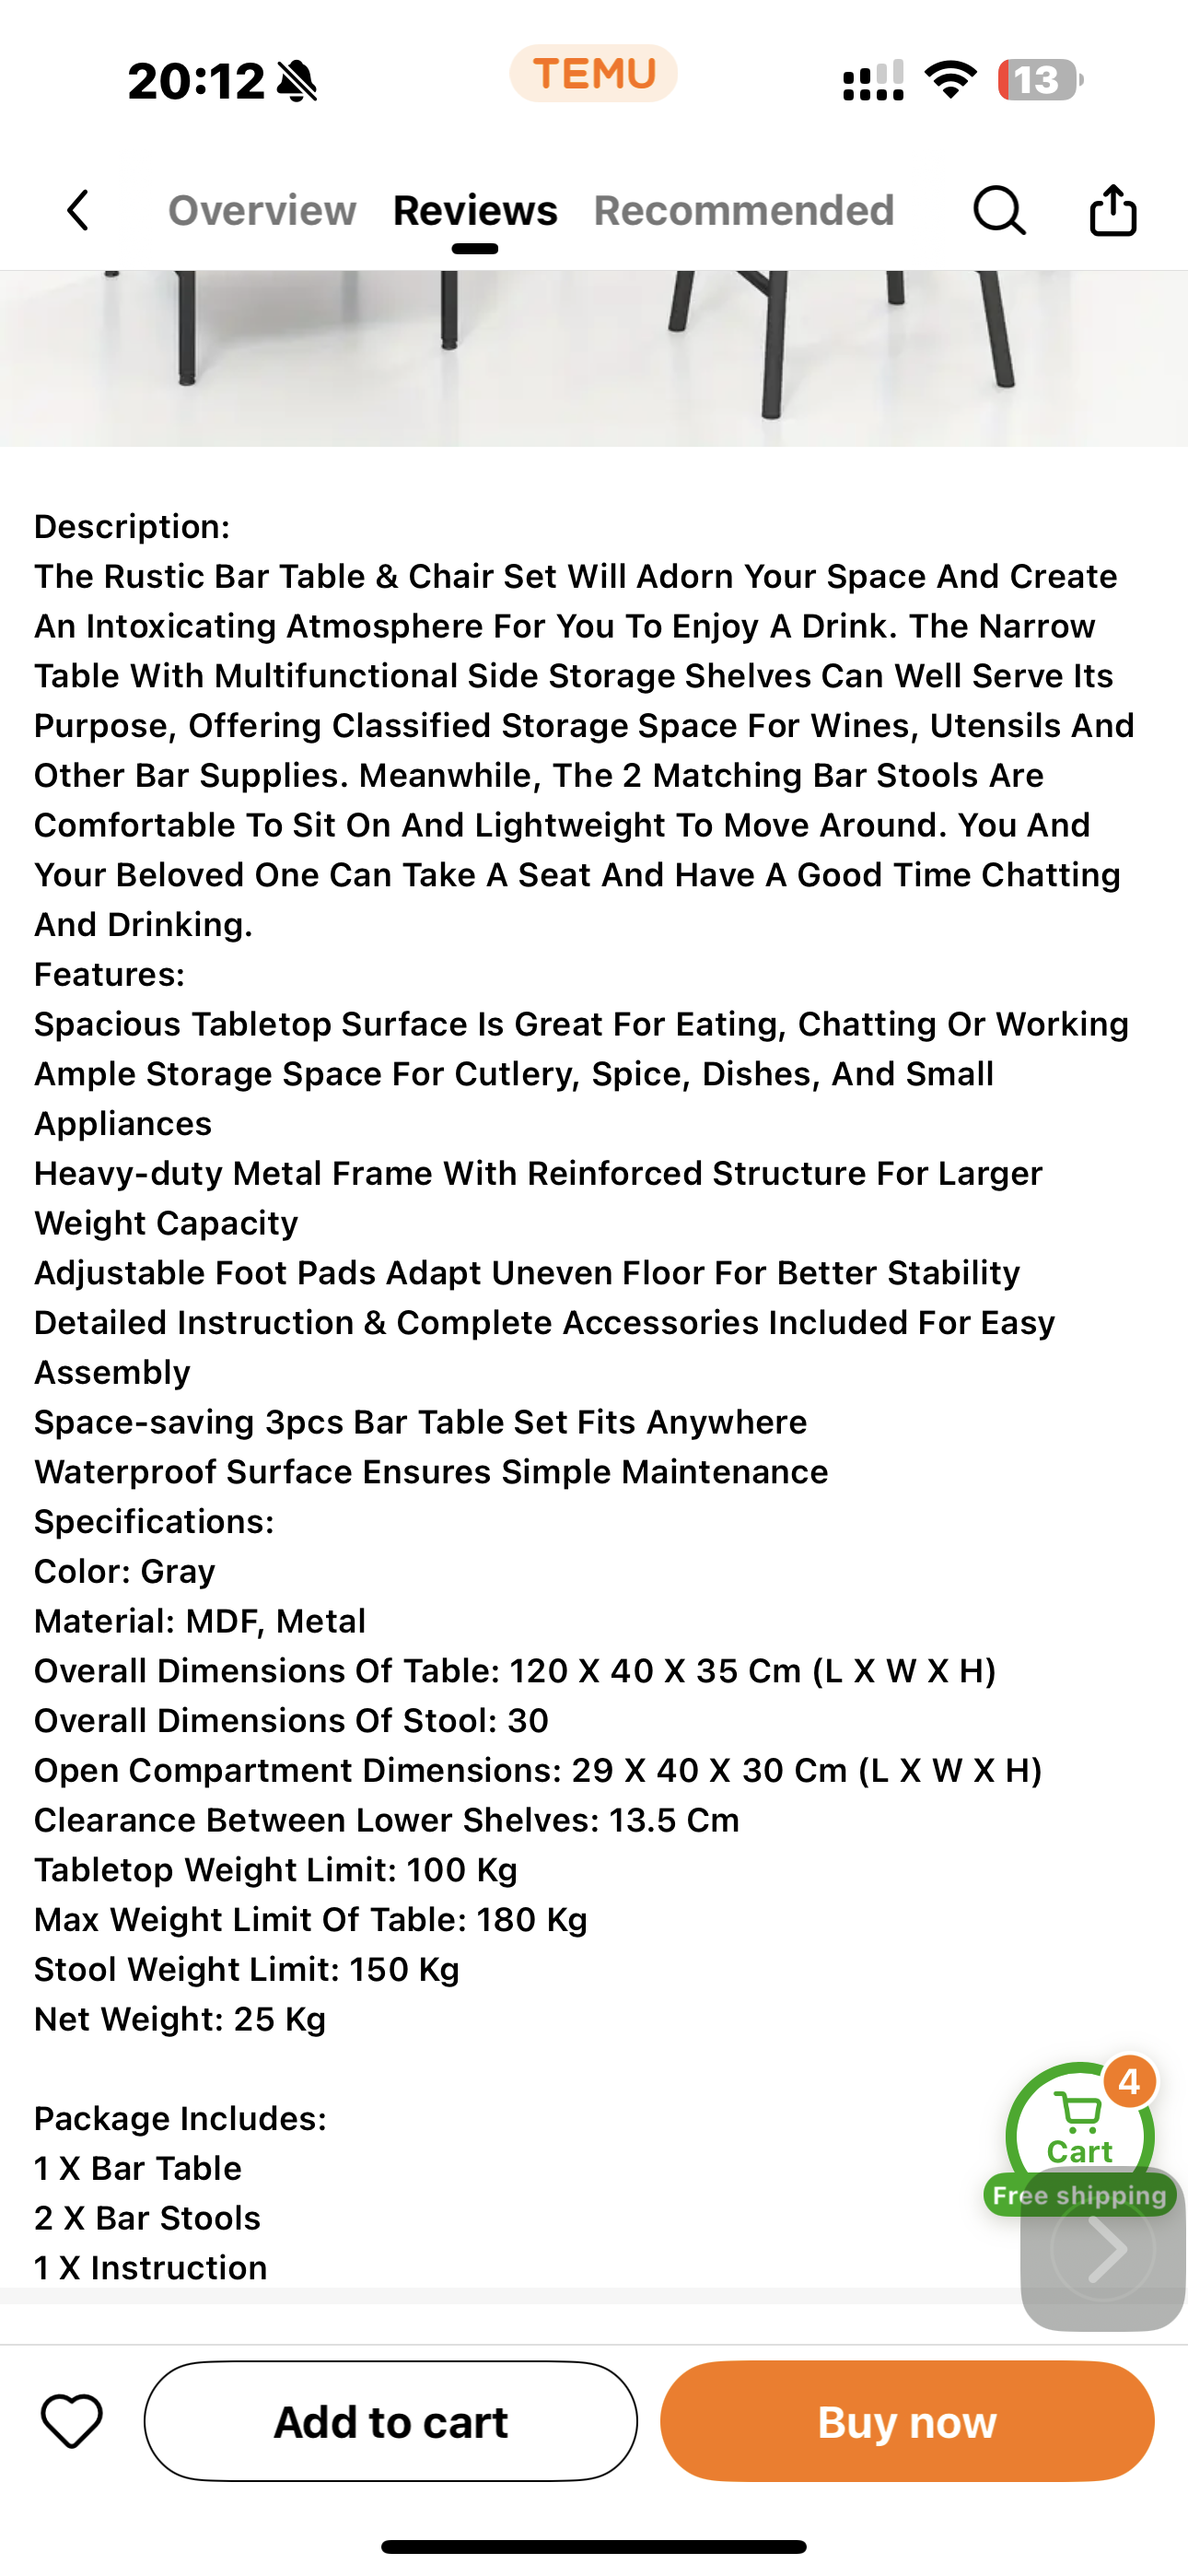 20:12
TEMU
13
Overview Reviews Recommended
Description:
The Rustic Bar Table & Chair Set Will Adorn Your Space And Create
An Intoxicating Atmosphere For You To Enjoy A Drink. The Narrow
Table With Multifunctional Side Storage Shelves Can Well Serve Its
Purpose, Offering Classified Storage Space For Wines, Utensils And
Other Bar Supplies. Meanwhile, The 2 Matching Bar Stools Are
Comfortable To Sit On And Lightweight To Move Around. You And
Your Beloved One Can Take A Seat And Have A Good Time Chatting
And Drinking.
Features:
Spacious Tabletop Surface Is Great For Eating, Chatting Or Working
Ample Storage Space For Cutlery, Spice, Dishes, And Small
Appliances
Heavy-duty Metal Frame With Reinforced Structure For Larger
Weight Capacity
Adjustable Foot Pads Adapt Uneven Floor For Better Stability
Detailed Instruction & Complete Accessories Included For Easy
Assembly
Space-saving 3pcs Bar Table Set Fits Anywhere
Waterproof Surface Ensures Simple Maintenance
Specifications:
Color: Gray
Material: MDF, Metal
Overall Dimensions Of Table: 120 X 40 X 35 Cm (L X W X H)
Overall Dimensions Of Stool: 30
Open Compartment Dimensions: 29 X 40 X 30 Cm (L X W X H)
Clearance Between Lower Shelves: 13.5 Cm
Tabletop Weight Limit: 100 Kg
Max Weight Limit Of Table: 180 Kg
Stool Weight Limit: 150 Kg
Net Weight: 25 Kg
Package Includes:
1 X Bar Table
2 X Bar Stools
1 X Instruction
4
Cart
Free shipping
Add to cart
Buy now